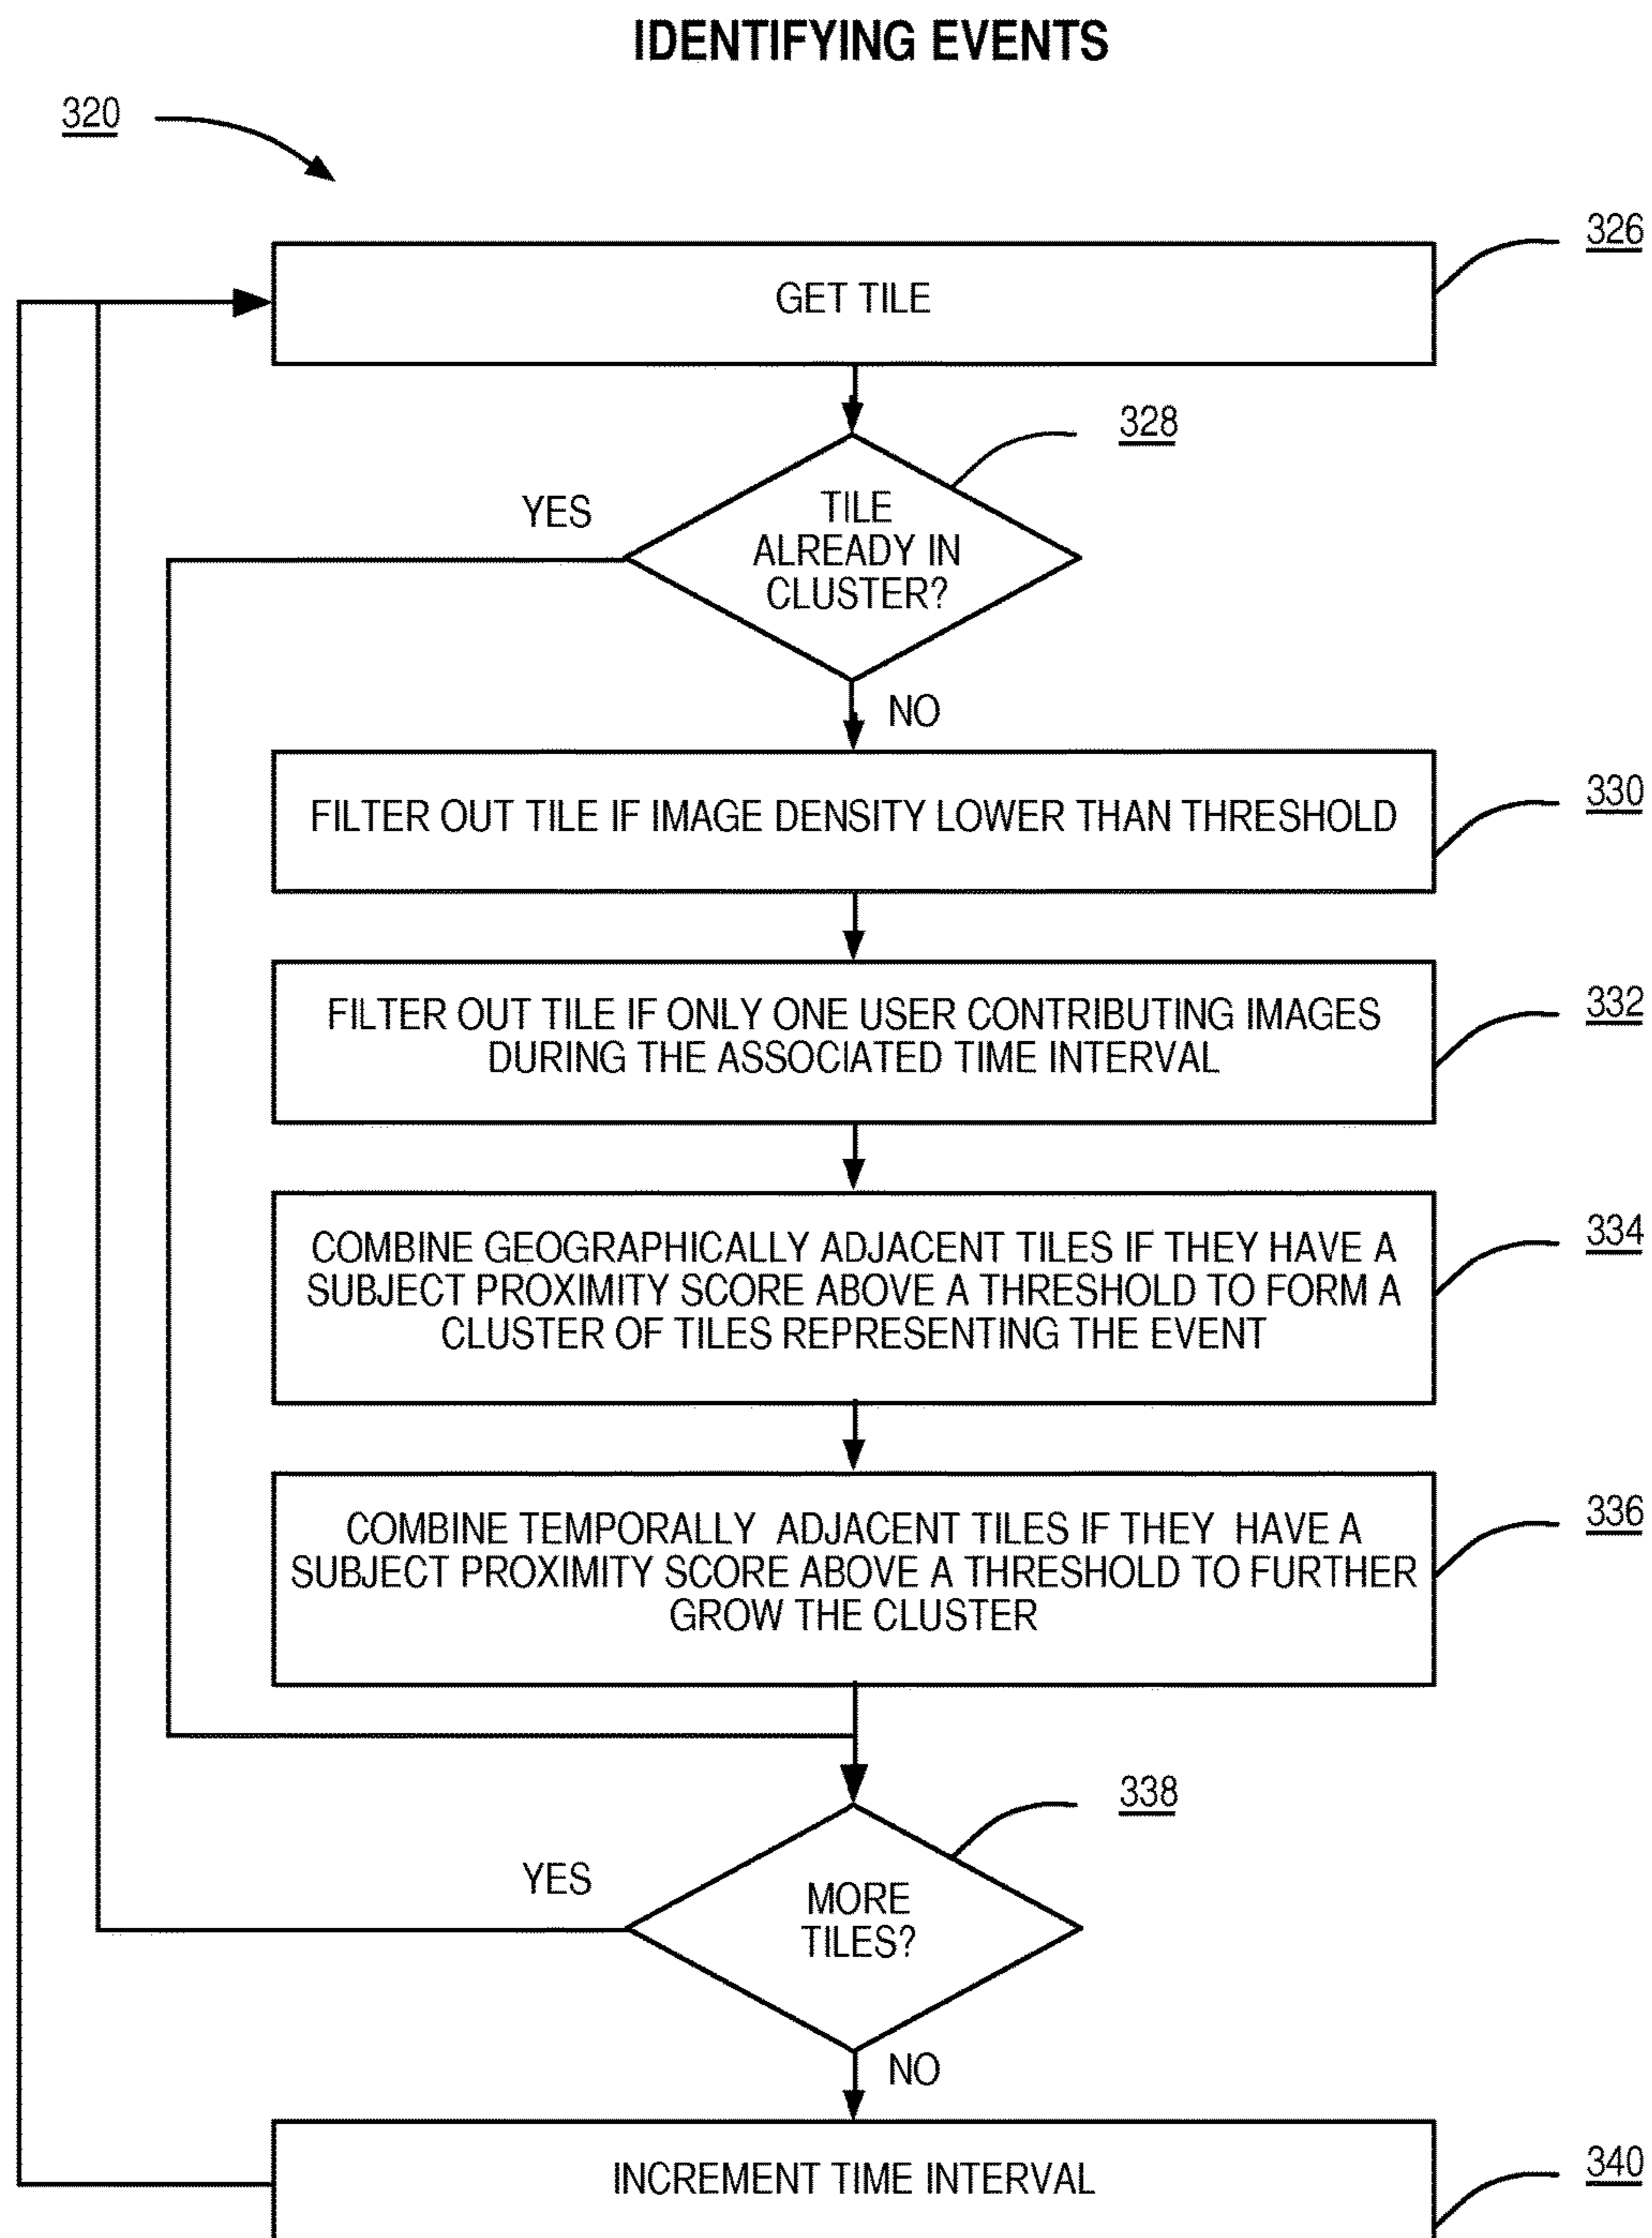 IDENTIFYING EVENTS
320
326
GET TILE
328
YES
TILE
ALREADY IN
CLUSTER?
NO
330
FILTER OUT TILE IF IMAGE DENSITY LOWER THAN THRESHOLD
332
FILTER OUT TILE IF ONLY ONE USER CONTRIBUTING IMAGES
DURING THE ASSOCIATED TIME INTERVAL
334
COMBINE GEOGRAPHICALLY ADJACENT TILES IF THEY HAVE A
SUBJECT PROXIMITY SCORE ABOVE A THRESHOLD TO FORM A
CLUSTER OF TILES REPRESENTING THE EVENT
336
COMBINE TEMPORALLY ADJACENT TILES IF THEY HAVE A
SUBJECT PROXIMITY SCORE ABOVE A THRESHOLD TO FURTHER
GROW THE CLUSTER
338
YES
MORE
TILES?
NO
340
INCREMENT TIME INTERVAL